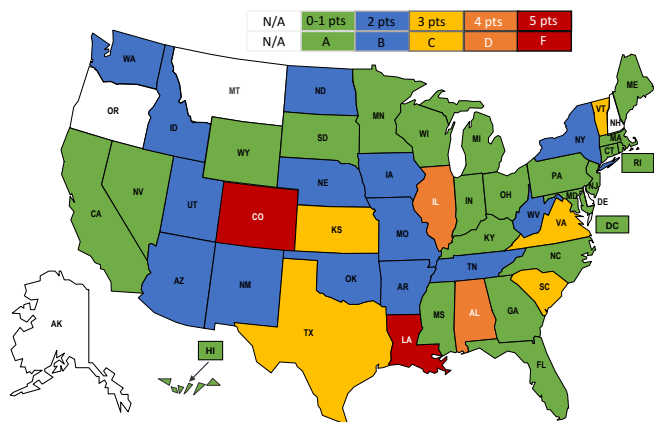 N/A 0-1 pts 2 pts 3 pts 4 pts 5 pts
N/A A B C D F
WA
MT
ND
MN
ME
VT
NH
OR
ID
SD
WI
MI
NY
MA
CT
RI
WY
NE
IA
PA
NJ
NV
UT
CO
IL
IN
OH
MD
DE
CA
KS
MO
KY
WV
VA
DC
AZ
NM
OK
AR
TN
NC
SC
TX
LA
MS
AL
GA
FL
AK
HI